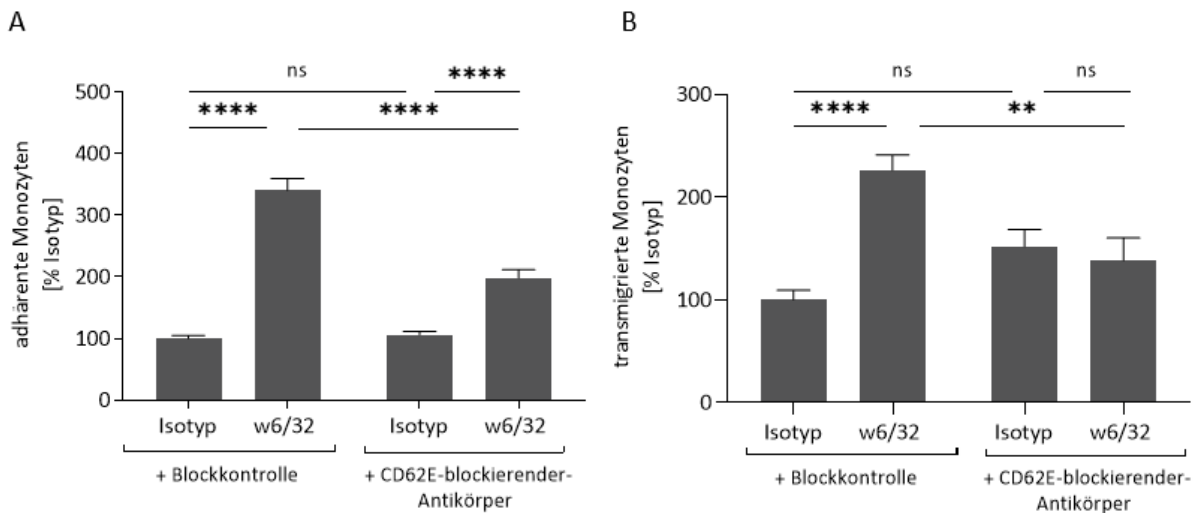 A
ns
****
****
****
500
400
300
200
100
0
adhärente Monozyten
[% Isotyp]
Isotyp
w6/32
Isotyp
w6/32
+ Blockkontrolle
+ CD62E-blockierender-
Antikörper
B
ns
ns
****
**
300
200
100
0
transmigrierte Monozyten
[% Isotyp]
Isotyp
w6/32
Isotyp
w6/32
+ Blockkontrolle
+ CD62E-blockierender-
Antikörper